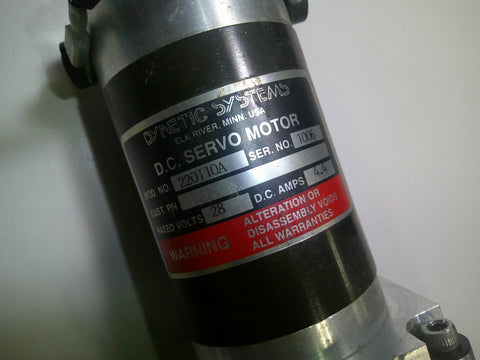 DYNETIC SYSTEMS
ELK RIVER, MINN. USA
D.C. SERVO MOTOR
MOD. NO. 220110A SER. NO. 1006
CUST. PN
RATED VOLTS 28 D.C. AMPS 4.4
WARNING ALTERATION OR
DISASSEMBLY VOIDS
ALL WARRANTIES